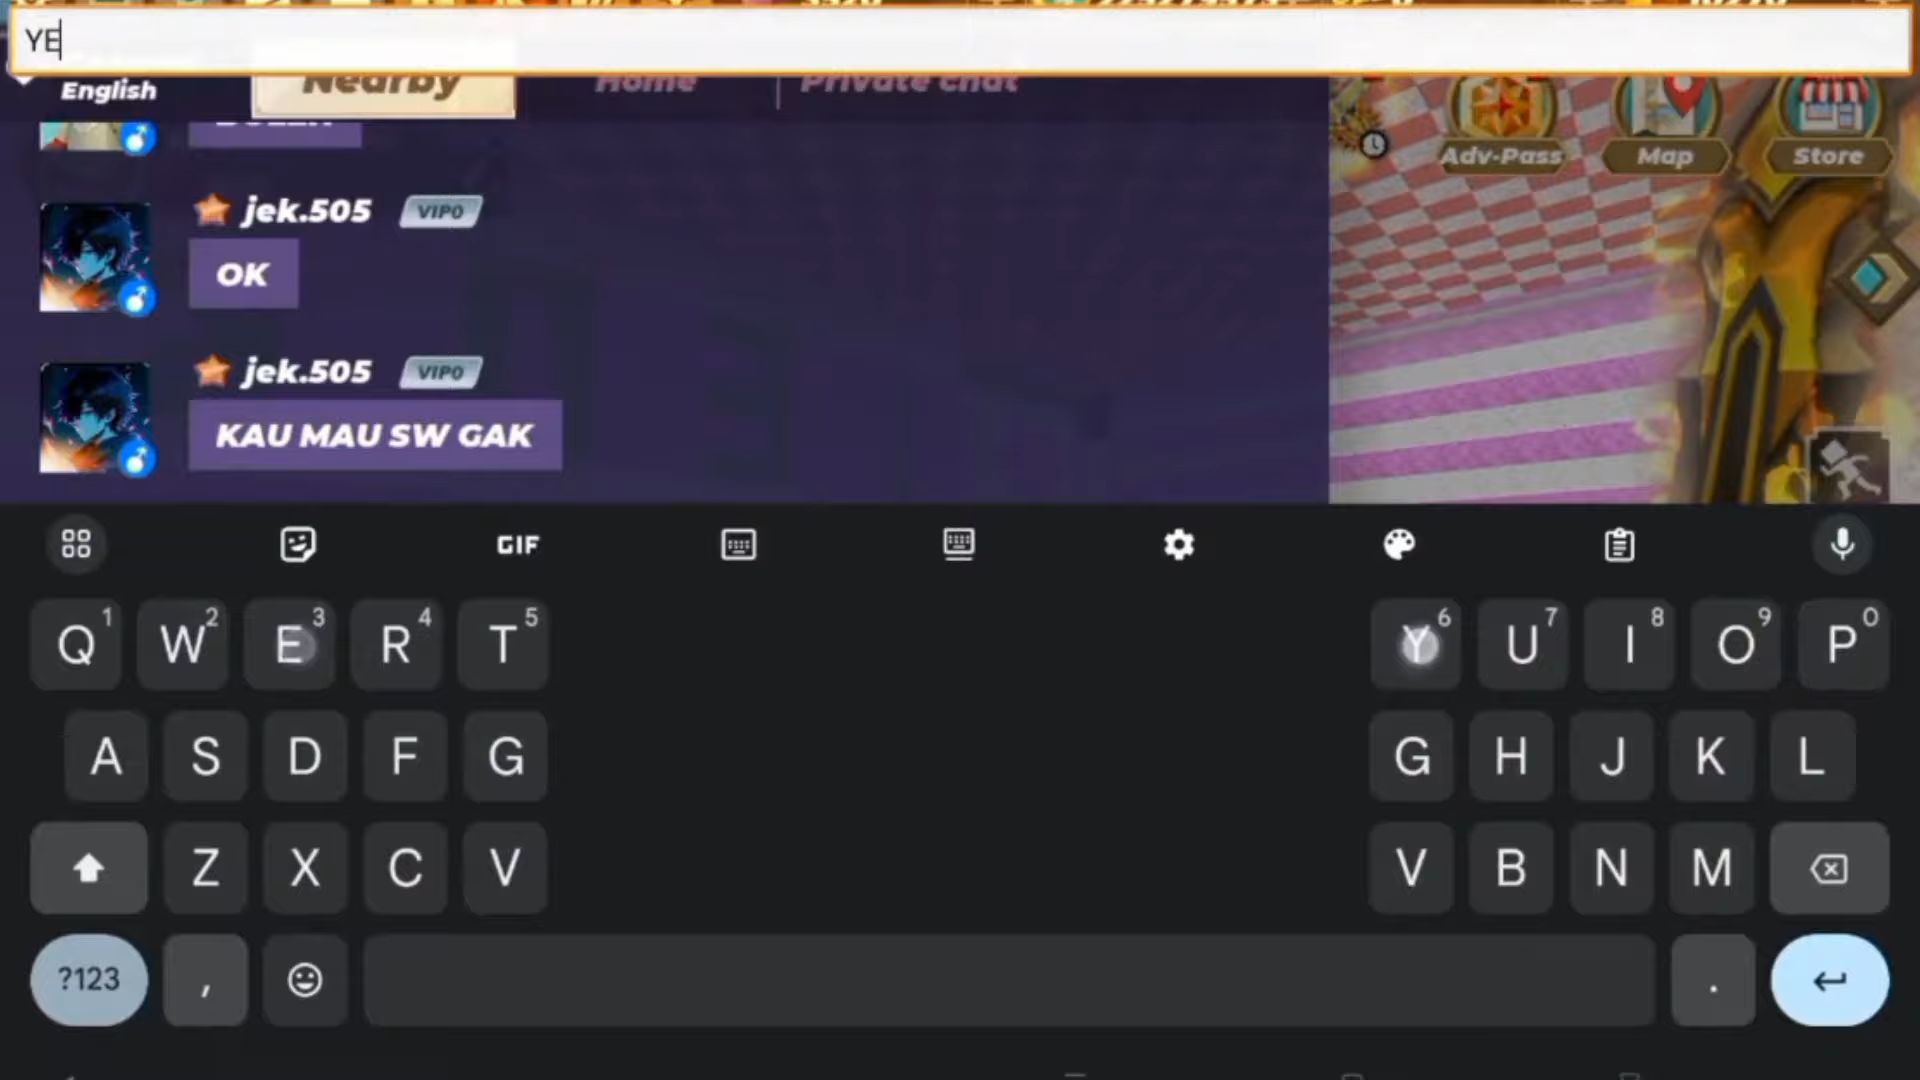 YE
English
Nearby
Home
Private chat
jek.505
VIP0
OK
jek.505
VIP0
KAU MAU SW GAK
Adv-Pass
Map
Store
GIF
Q 1 W 2 E 3 R 4 T 5 Y 6 U 7 I 8 O 9 P 0
A S D F G G H J K L
Z X C V V B N M
?123 , .